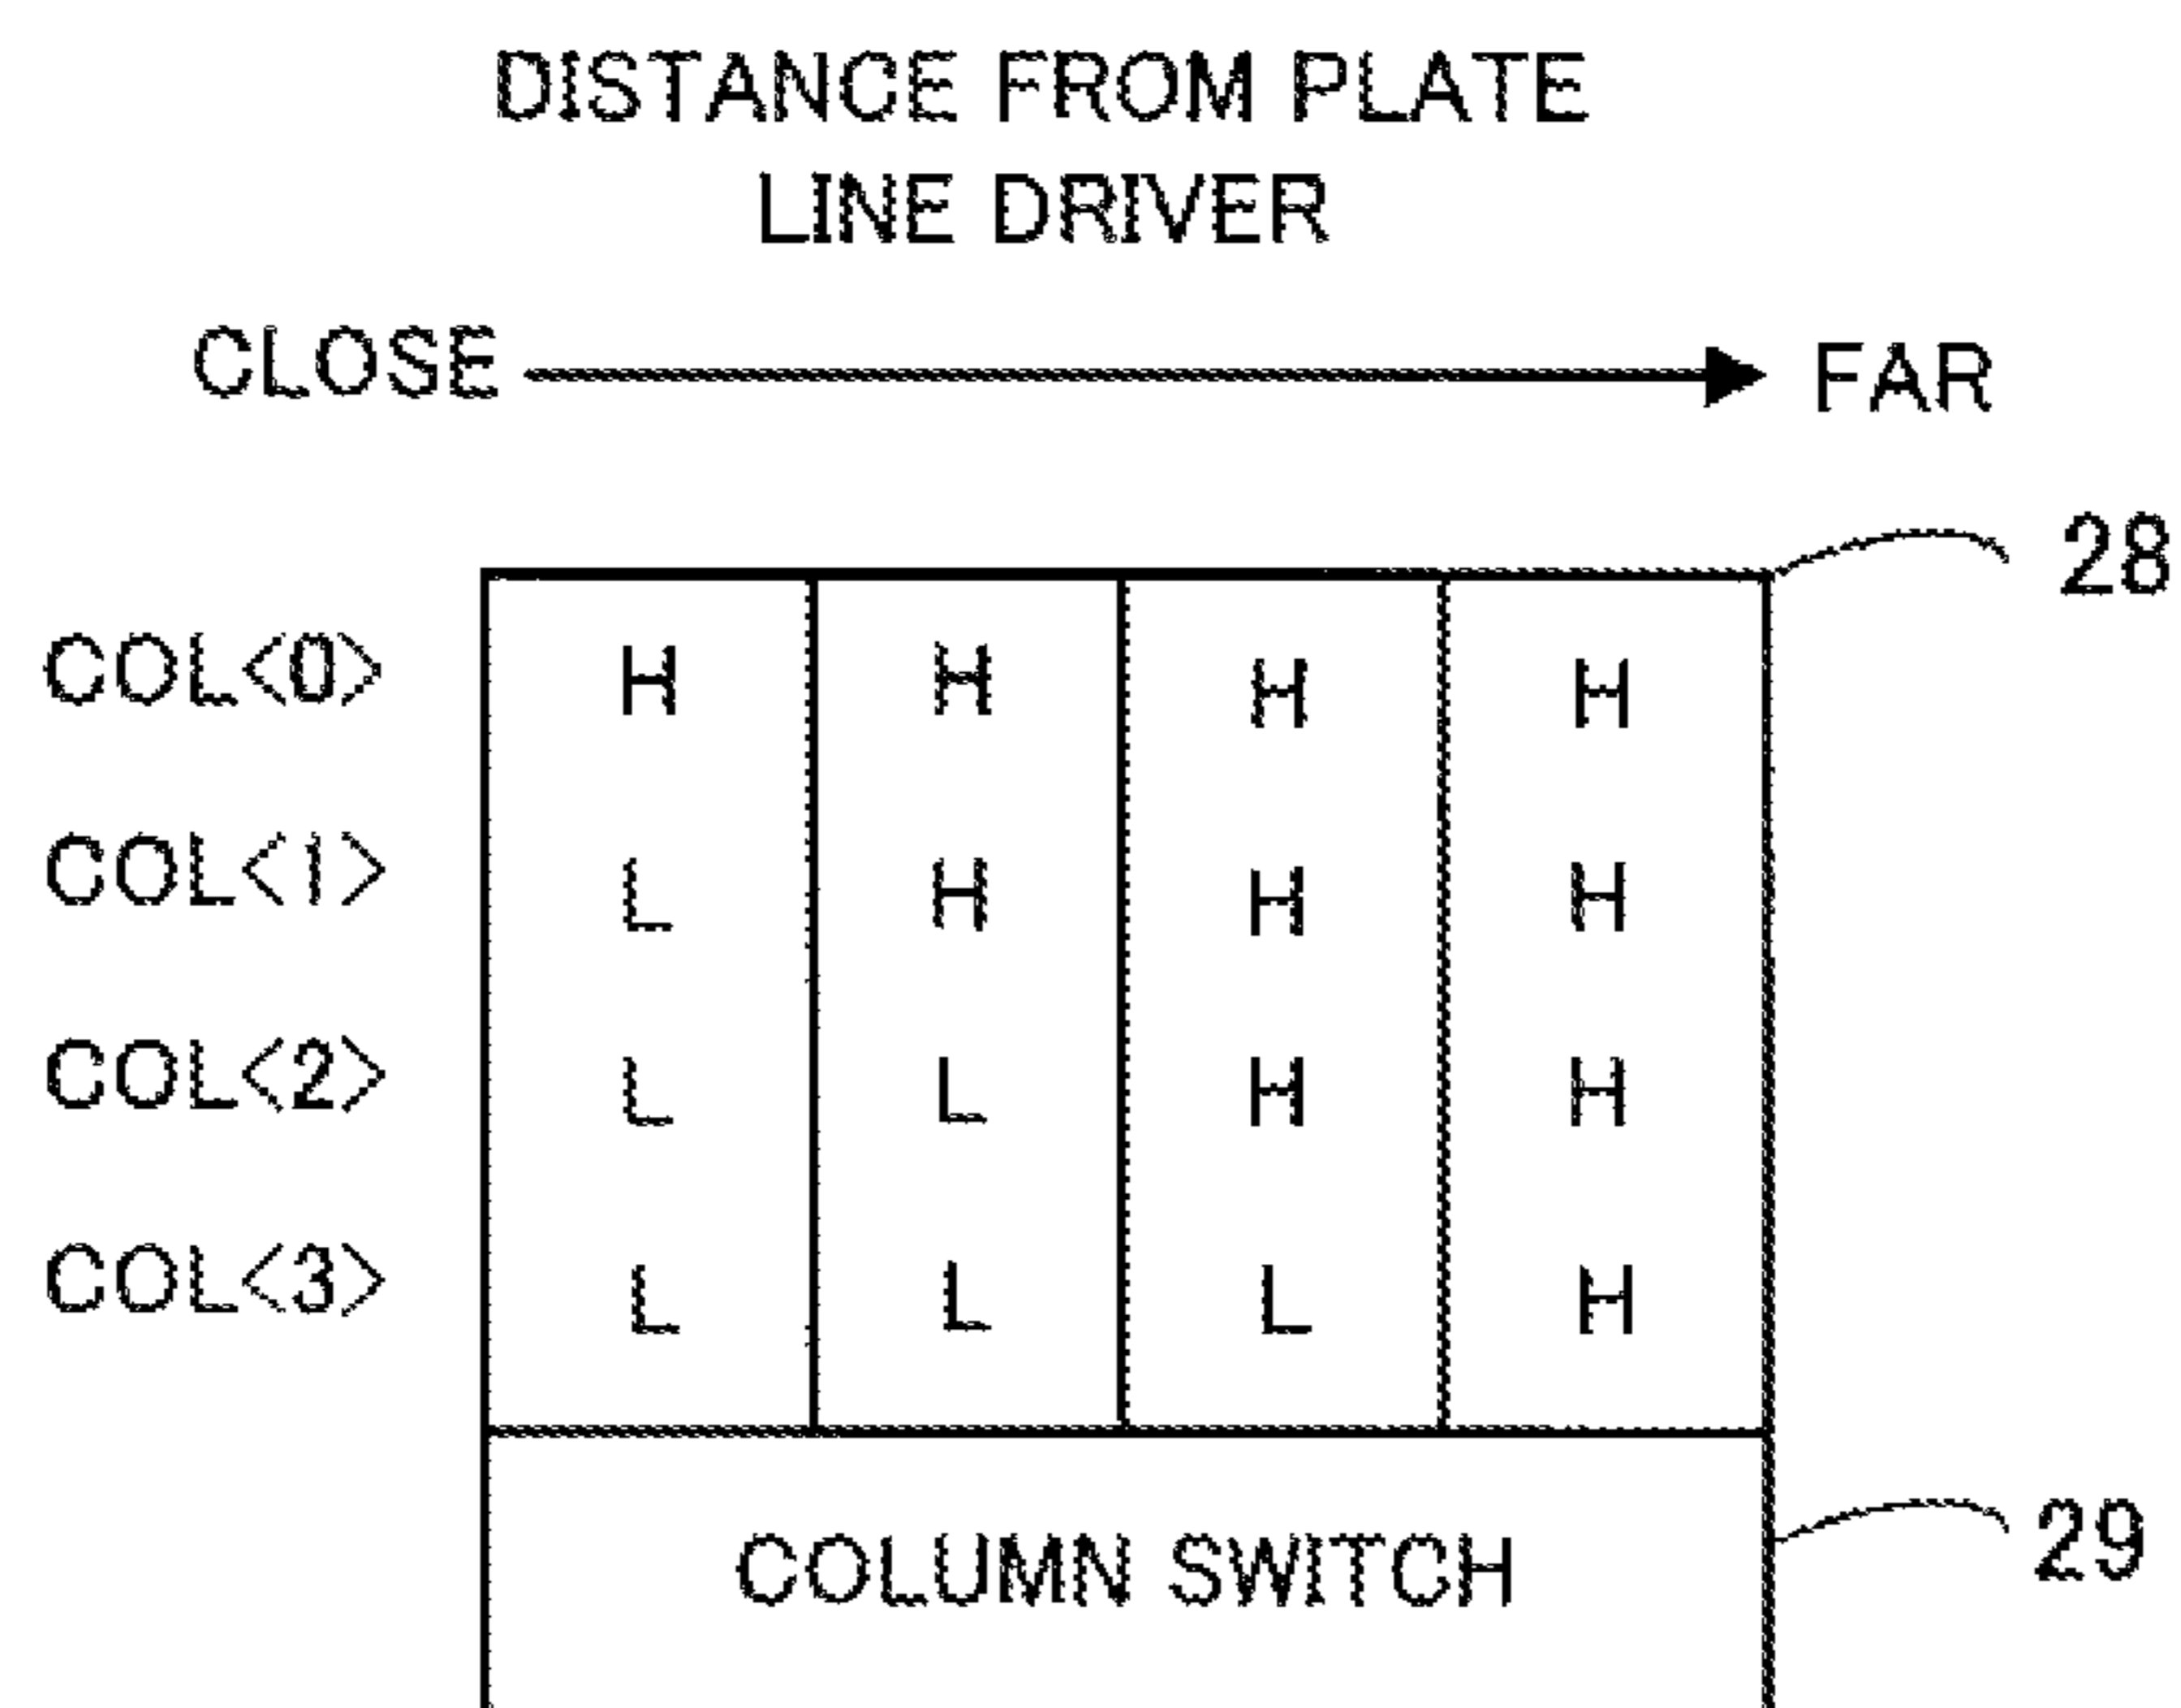 DISTANCE FROM PLATE
LINE DRIVER
CLOSE FAR
28
COL<0> H H H H
COL<1> L H H H
COL<2> L L H H
COL<3> L L L H
COLUMN SWITCH 29